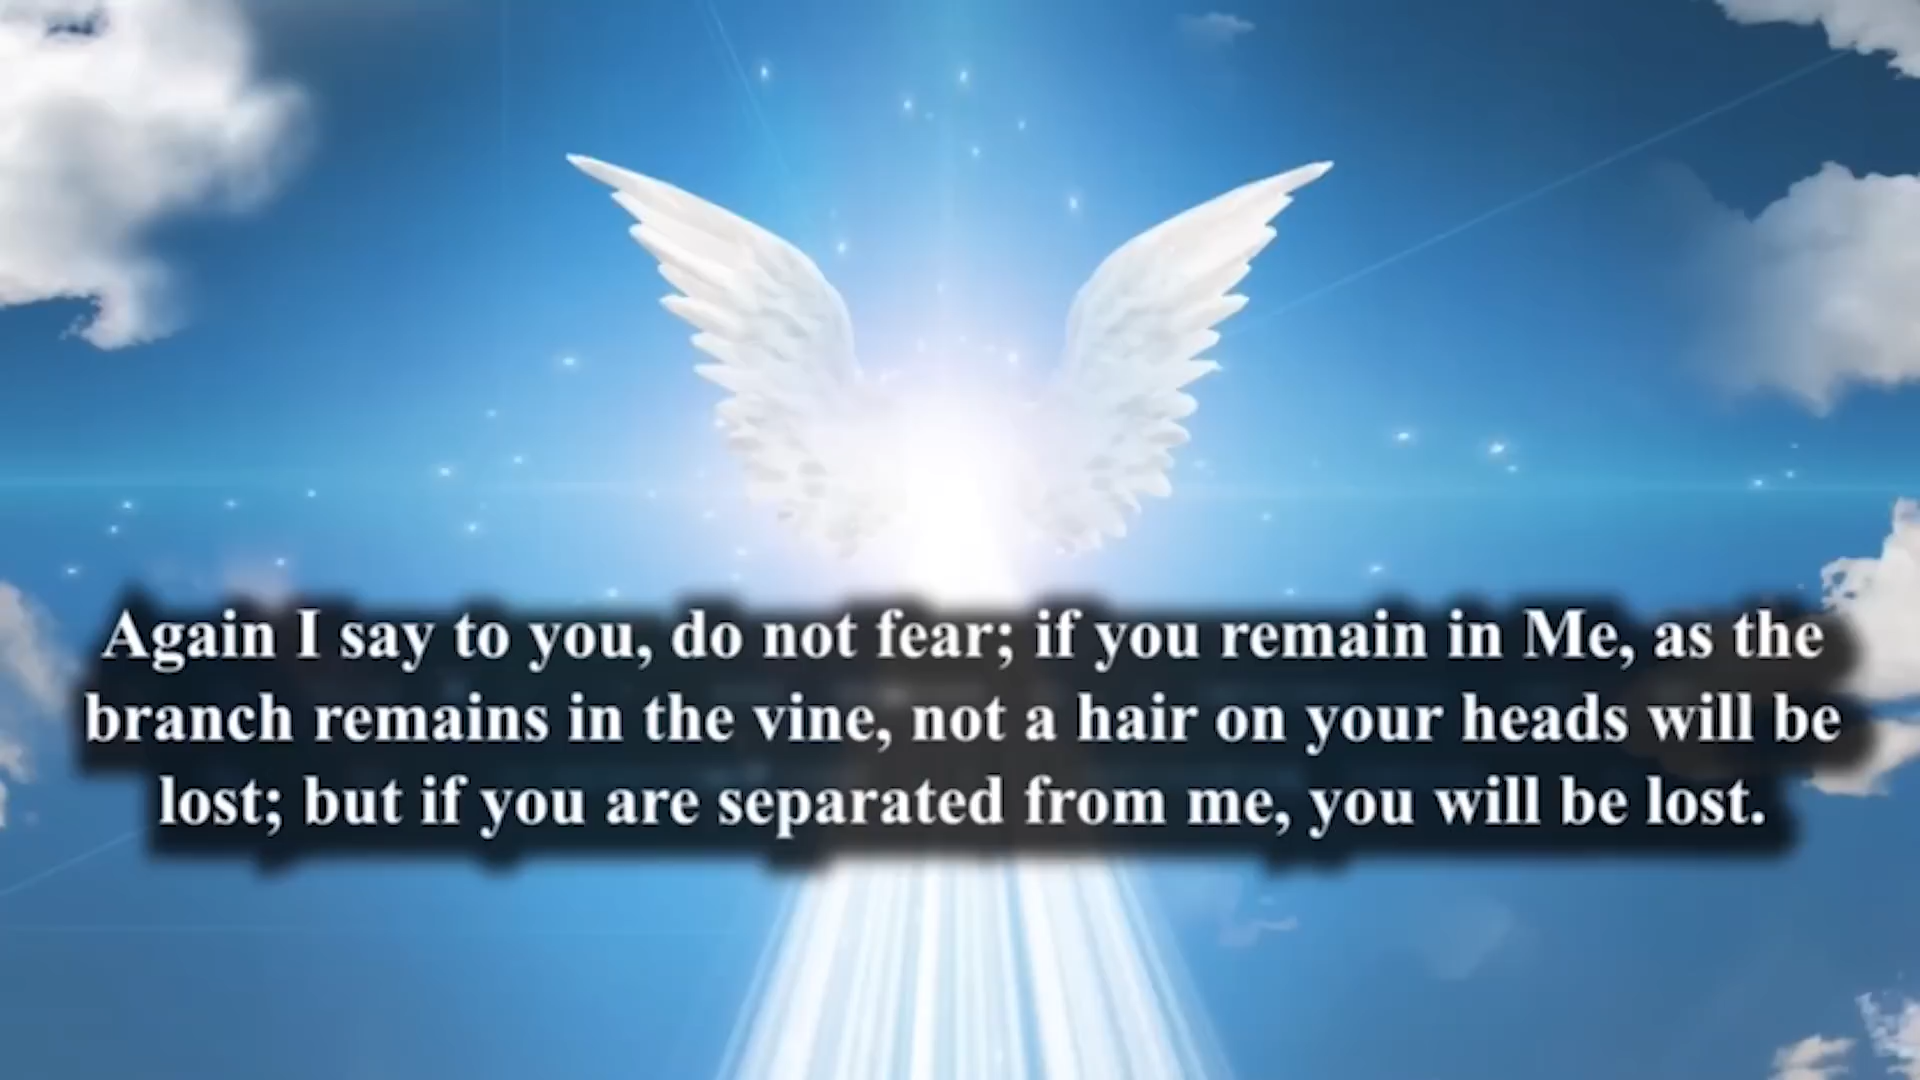 Again I say to you, do not fear; if you remain in Me, as the
branch remains in the vine, not a hair on your heads will be
lost; but if you are separated from me, you will be lost.